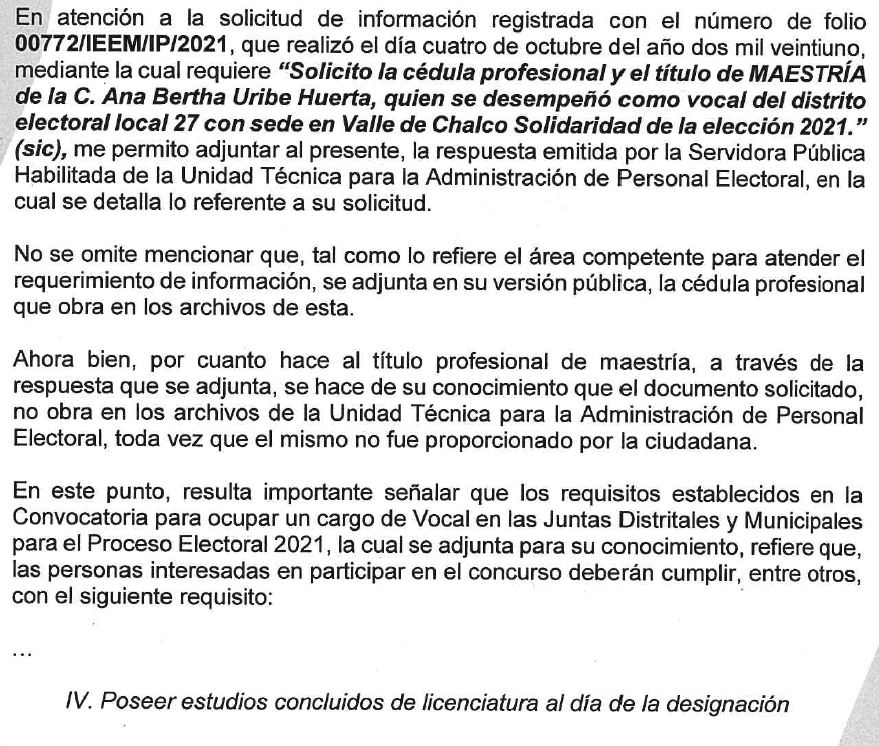 En atención a la solicitud de información registrada con el número de folio
00772/IEEM/IP/2021, que realizó el día cuatro de octubre del año dos mil veintiuno,
mediante la cual requiere “Solicito la cédula profesional y el título de MAESTRÍA
de la C. Ana Bertha Uribe Huerta, quien se desempeñó como vocal del distrito
electoral local 27 con sede en Valle de Chalco Solidaridad de la elección 2021.”
(sic), me permito adjuntar al presente, la respuesta emitida por la Servidora Pública
Habilitada de la Unidad Técnica para la Administración de Personal Electoral, en la
cual se detalla lo referente a su solicitud.
No se omite mencionar que, tal como lo refiere el área competente para atender el
requerimiento de información, se adjunta en su versión pública, la cédula profesional
que obra en los archivos de esta.
Ahora bien, por cuanto hace al título profesional de maestría, a través de la
respuesta que se adjunta, se hace de su conocimiento que el documento solicitado,
no obra en los archivos de la Unidad Técnica para la Administración de Personal
Electoral, toda vez que el mismo no fue proporcionado por la ciudadana.
En este punto, resulta importante señalar que los requisitos establecidos en la
Convocatoria para ocupar un cargo de Vocal en las Juntas Distritales y Municipales
para el Proceso Electoral 2021, la cual se adjunta para su conocimiento, refiere que,
las personas interesadas en participar en el concurso deberán cumplir, entre otros,
con el siguiente requisito:
...
IV. Poseer estudios concluidos de licenciatura al día de la designación